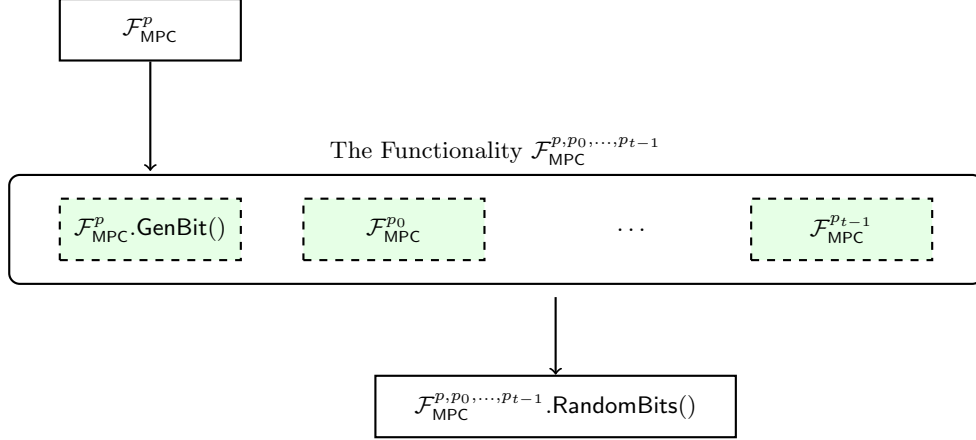 $\mathcal{F}_{\mathsf{MPC}}^{p}$
The Functionality $\mathcal{F}_{\mathsf{MPC}}^{p,p_0,\ldots,p_{t-1}}$
$\mathcal{F}_{\mathsf{MPC}}^{p}.\mathsf{GenBit}()$ $\mathcal{F}_{\mathsf{MPC}}^{p_0}$ $\cdots$ $\mathcal{F}_{\mathsf{MPC}}^{p_{t-1}}$
$\mathcal{F}_{\mathsf{MPC}}^{p,p_0,\ldots,p_{t-1}}.\mathsf{RandomBits}()$